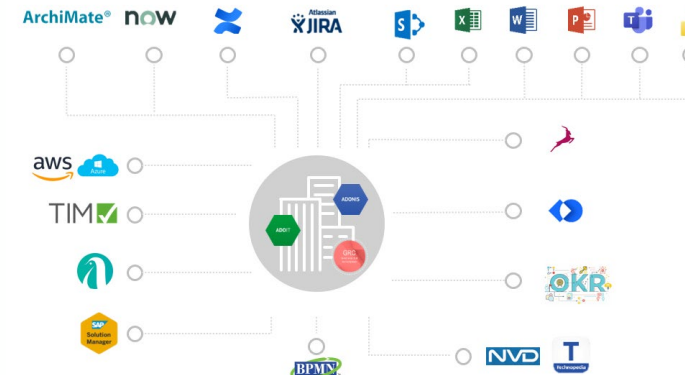 ArchiMate® now
Atlassian
JIRA
S
X
W
P
T
aws
Azure
TIM
ADONIS
ADOIT
GRC
OKR
SAP
Solution
Manager
BPMN
NVD
T
Technopedia